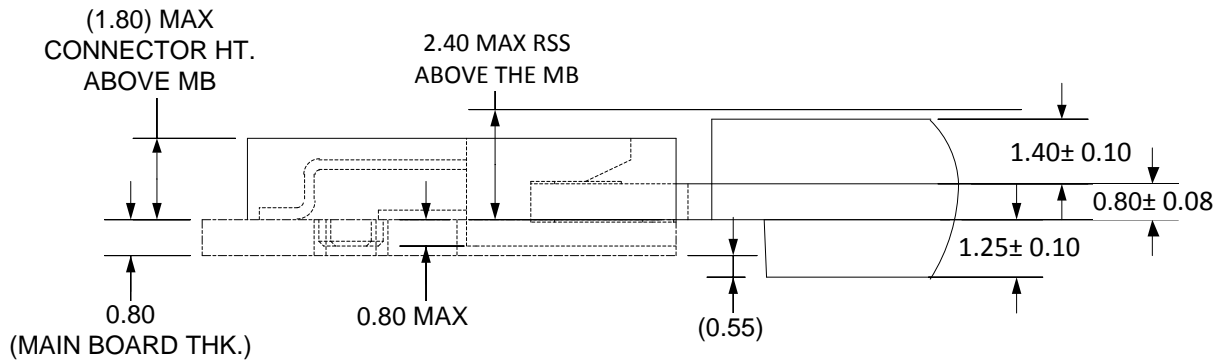 (1.80) MAX
CONNECTOR HT.
ABOVE MB
2.40 MAX RSS
ABOVE THE MB
1.40± 0.10
0.80± 0.08
1.25± 0.10
0.80
(MAIN BOARD THK.)
0.80 MAX
(0.55)